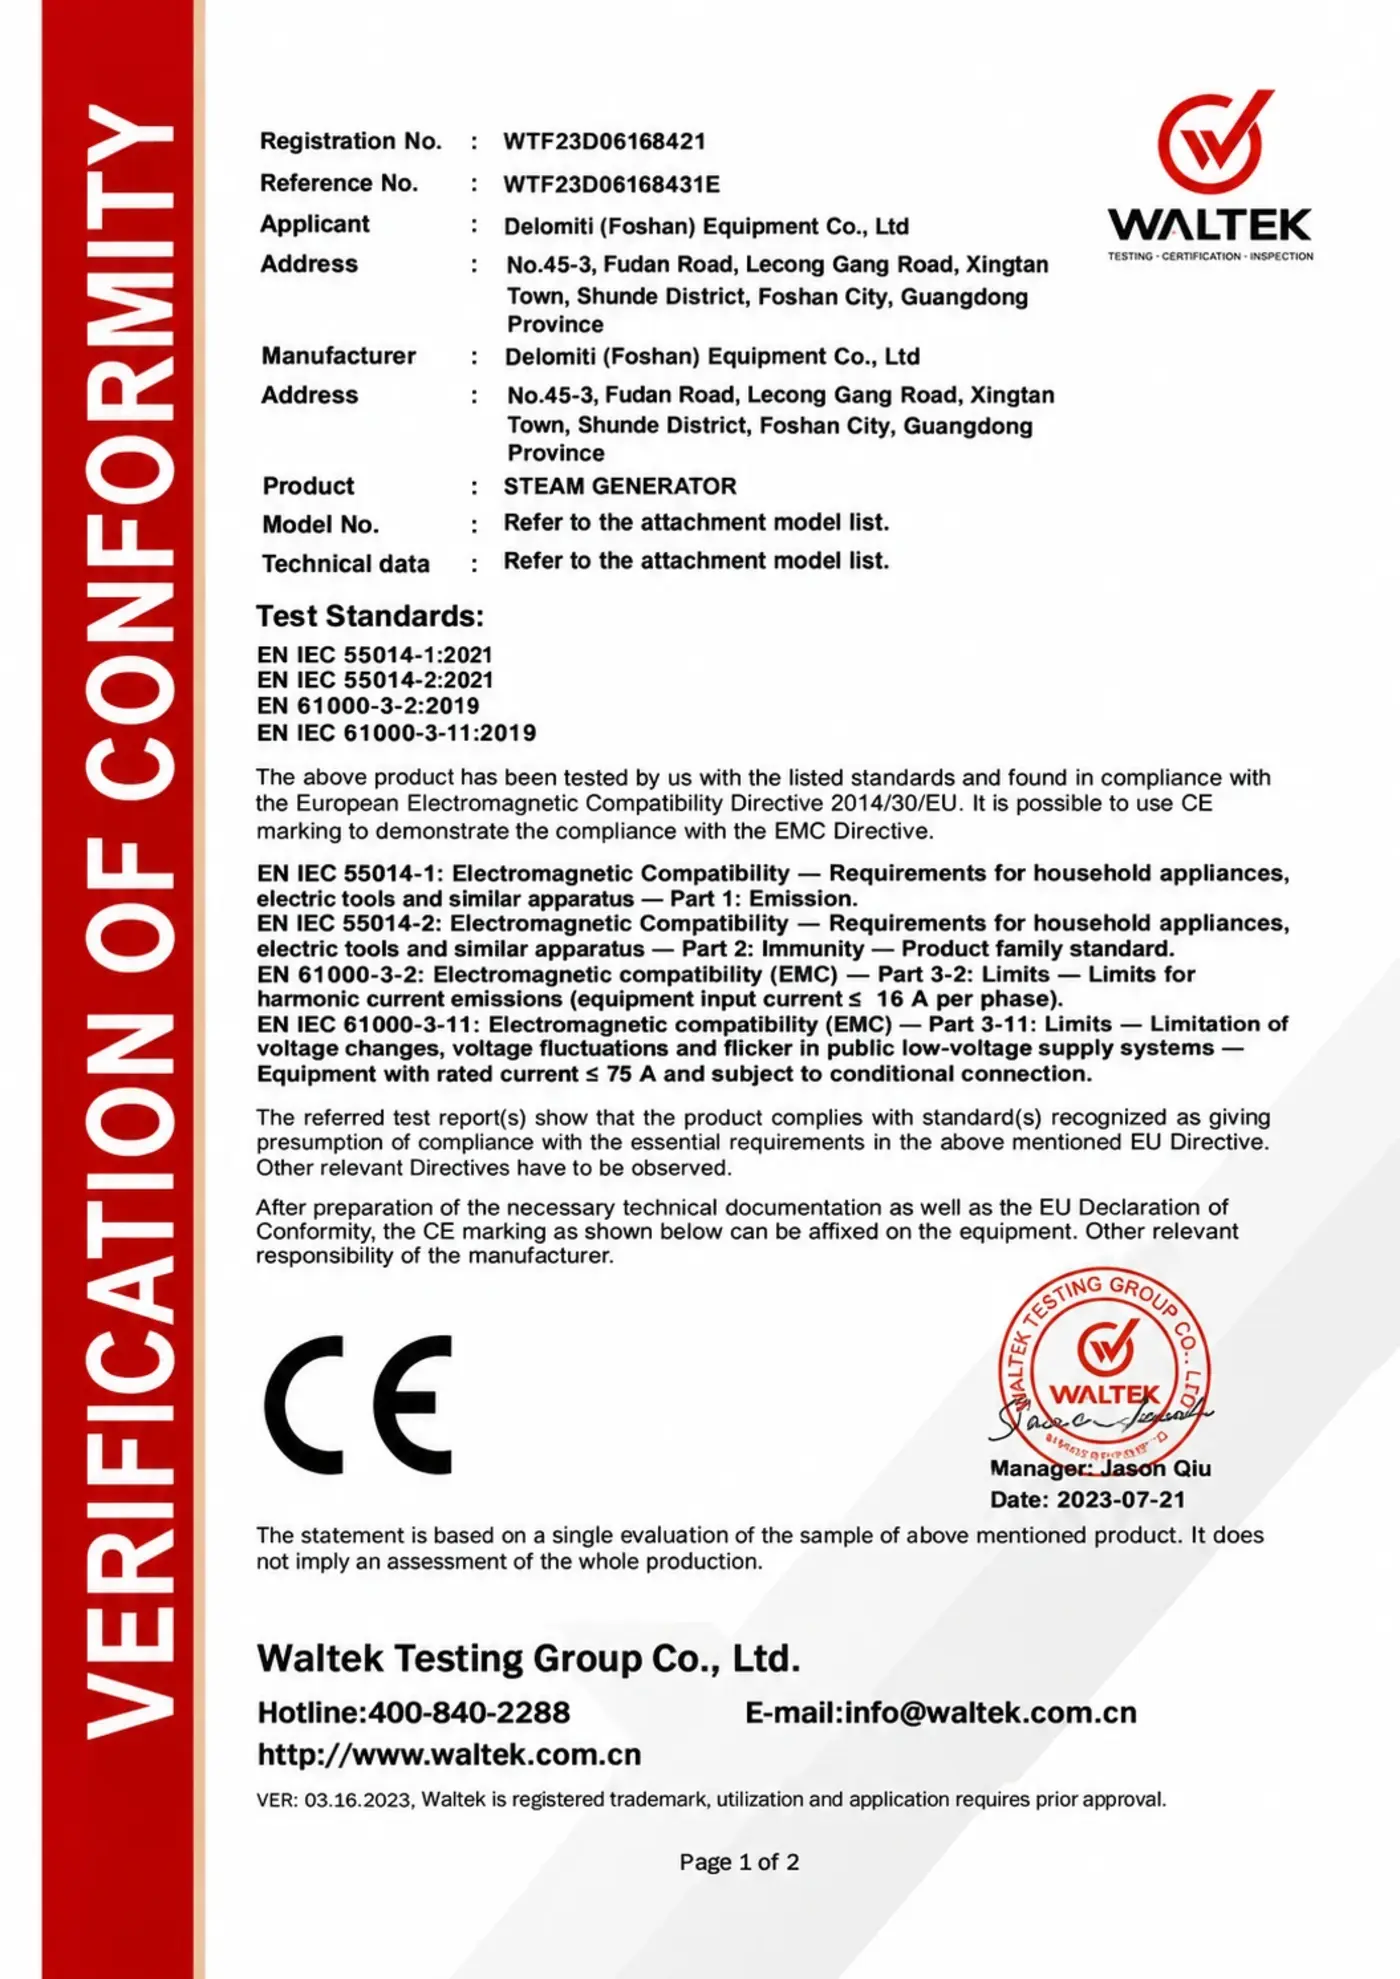 VERIFICATION OF CONFORMITY
WALTEK
TESTING - CERTIFICATION - INSPECTION
Registration No. : WTF23D06168421
Reference No. : WTF23D06168431E
Applicant : Delomiti (Foshan) Equipment Co., Ltd
Address : No.45-3, Fudan Road, Lecong Gang Road, Xingtan
Town, Shunde District, Foshan City, Guangdong
Province
Manufacturer : Delomiti (Foshan) Equipment Co., Ltd
Address : No.45-3, Fudan Road, Lecong Gang Road, Xingtan
Town, Shunde District, Foshan City, Guangdong
Province
Product : STEAM GENERATOR
Model No. : Refer to the attachment model list.
Technical data : Refer to the attachment model list.
Test Standards:
EN IEC 55014-1:2021
EN IEC 55014-2:2021
EN 61000-3-2:2019
EN IEC 61000-3-11:2019
The above product has been tested by us with the listed standards and found in compliance with
the European Electromagnetic Compatibility Directive 2014/30/EU. It is possible to use CE
marking to demonstrate the compliance with the EMC Directive.
EN IEC 55014-1: Electromagnetic Compatibility — Requirements for household appliances,
electric tools and similar apparatus — Part 1: Emission.
EN IEC 55014-2: Electromagnetic Compatibility — Requirements for household appliances,
electric tools and similar apparatus — Part 2: Immunity — Product family standard.
EN 61000-3-2: Electromagnetic compatibility (EMC) — Part 3-2: Limits — Limits for
harmonic current emissions (equipment input current ≤ 16 A per phase).
EN IEC 61000-3-11: Electromagnetic compatibility (EMC) — Part 3-11: Limits — Limitation of
voltage changes, voltage fluctuations and flicker in public low-voltage supply systems —
Equipment with rated current ≤ 75 A and subject to conditional connection.
The referred test report(s) show that the product complies with standard(s) recognized as giving
presumption of compliance with the essential requirements in the above mentioned EU Directive.
Other relevant Directives have to be observed.
After preparation of the necessary technical documentation as well as the EU Declaration of
Conformity, the CE marking as shown below can be affixed on the equipment. Other relevant
responsibility of the manufacturer.
CE
WALTEK TESTING GROUP CO., LTD
WALTEK
Manager: Jason Qiu
Date: 2023-07-21
The statement is based on a single evaluation of the sample of above mentioned product. It does
not imply an assessment of the whole production.
Waltek Testing Group Co., Ltd.
Hotline:400-840-2288 E-mail:info@waltek.com.cn
http://www.waltek.com.cn
VER: 03.16.2023, Waltek is registered trademark, utilization and application requires prior approval.
Page 1 of 2